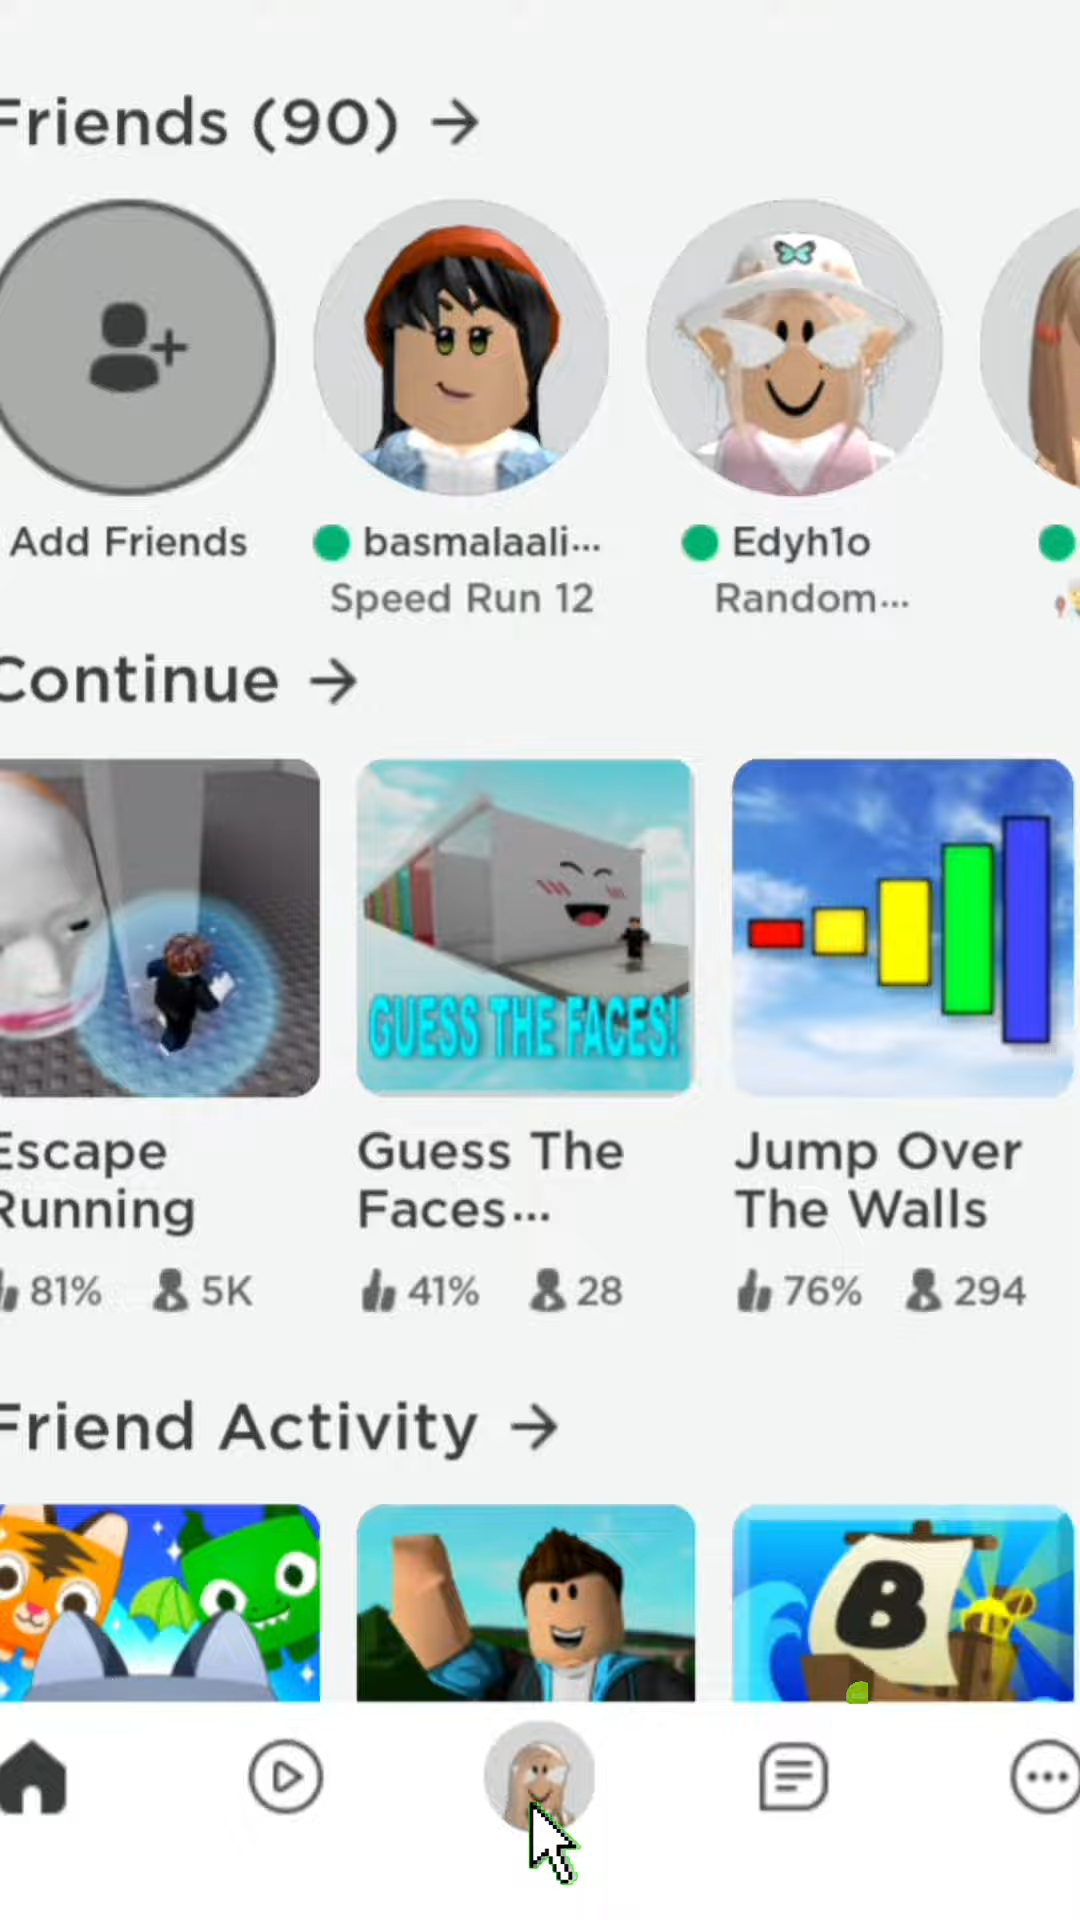 Friends (90)
Add Friends
basmalaali...
Edyh1o
Speed Run 12
Random...
Continue
GUESS THE FACES!
Escape
Running
Guess The
Faces...
Jump Over
The Walls
81%
5K
41%
28
76%
294
Friend Activity
B